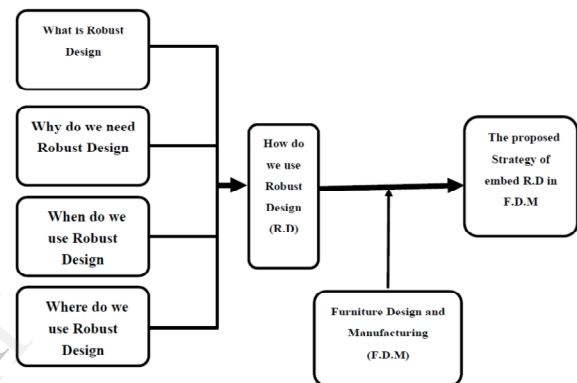 What is Robust
Design
Why do we need
Robust Design
When do we
use Robust
Design
Where do we
use Robust
Design
How do
we use
Robust
Design
(R.D)
Furniture Design and
Manufacturing
(F.D.M)
The proposed
Strategy of
embed R.D in
F.D.M